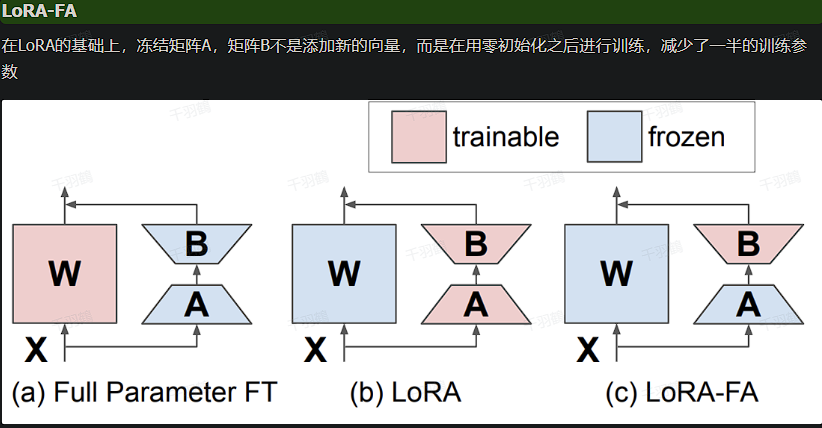 LoRA-FA
在LoRA的基础上，冻结矩阵A，矩阵B不是添加新的向量，而是在用零初始化之后进行训练，减少了一半的训练参
数
trainable frozen
W B A X
W B A X
W B A X
(a) Full Parameter FT (b) LoRA (c) LoRA-FA
千羽鹤